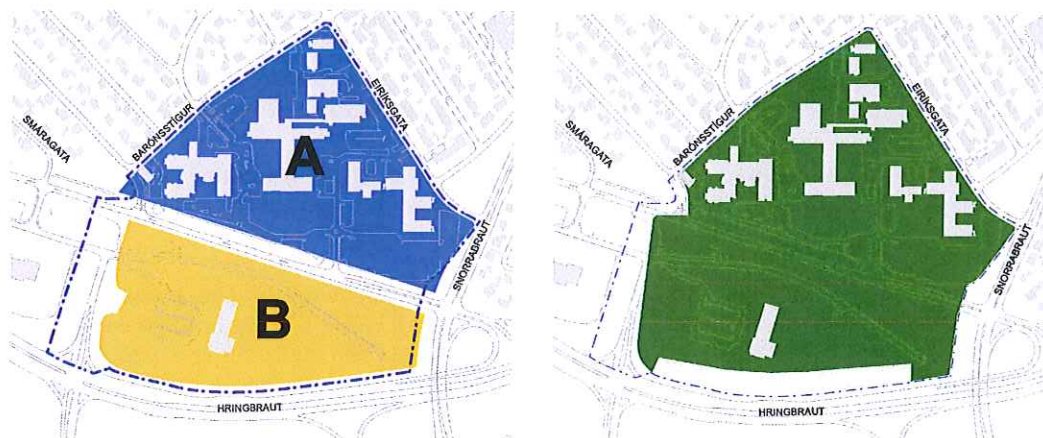 BARÓNSSTÍGUR
EIRÍKSGATA
SMÁRAGATA
A
SNORRABRAUT
B
HRINGBRAUT
BARÓNSSTÍGUR
EIRÍKSGATA
SMÁRAGATA
SNORRABRAUT
HRINGBRAUT